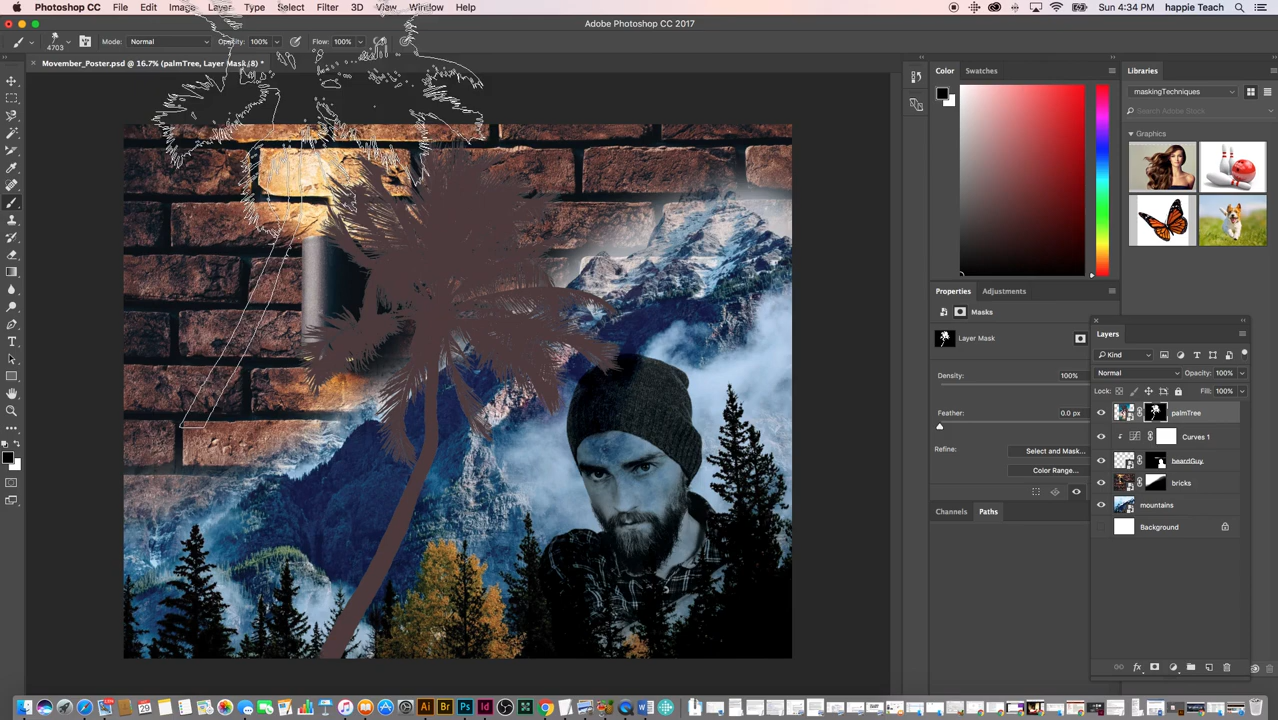 Photoshop CC File Edit Image Layer Type Select Filter 3D View Window Help
Sun 4:34 PM happie Teach
Adobe Photoshop CC 2017
4703 Mode: Normal Opacity: 100% Flow: 100%
Movember_Poster.psd @ 16.7% (palmTree, Layer Mask/8) *
Color Swatches
Libraries
maskingTechniques
Search Adobe Stock
Graphics
Properties Adjustments
Masks
Layer Mask
Density: 100%
Feather: 0.0 px
Refine: Select and Mask...
Color Range...
Channels Paths
Layers
Kind
Normal Opacity: 100%
Lock: Fill: 100%
palmTree
Curves 1
beardGuy
bricks
mountains
Background